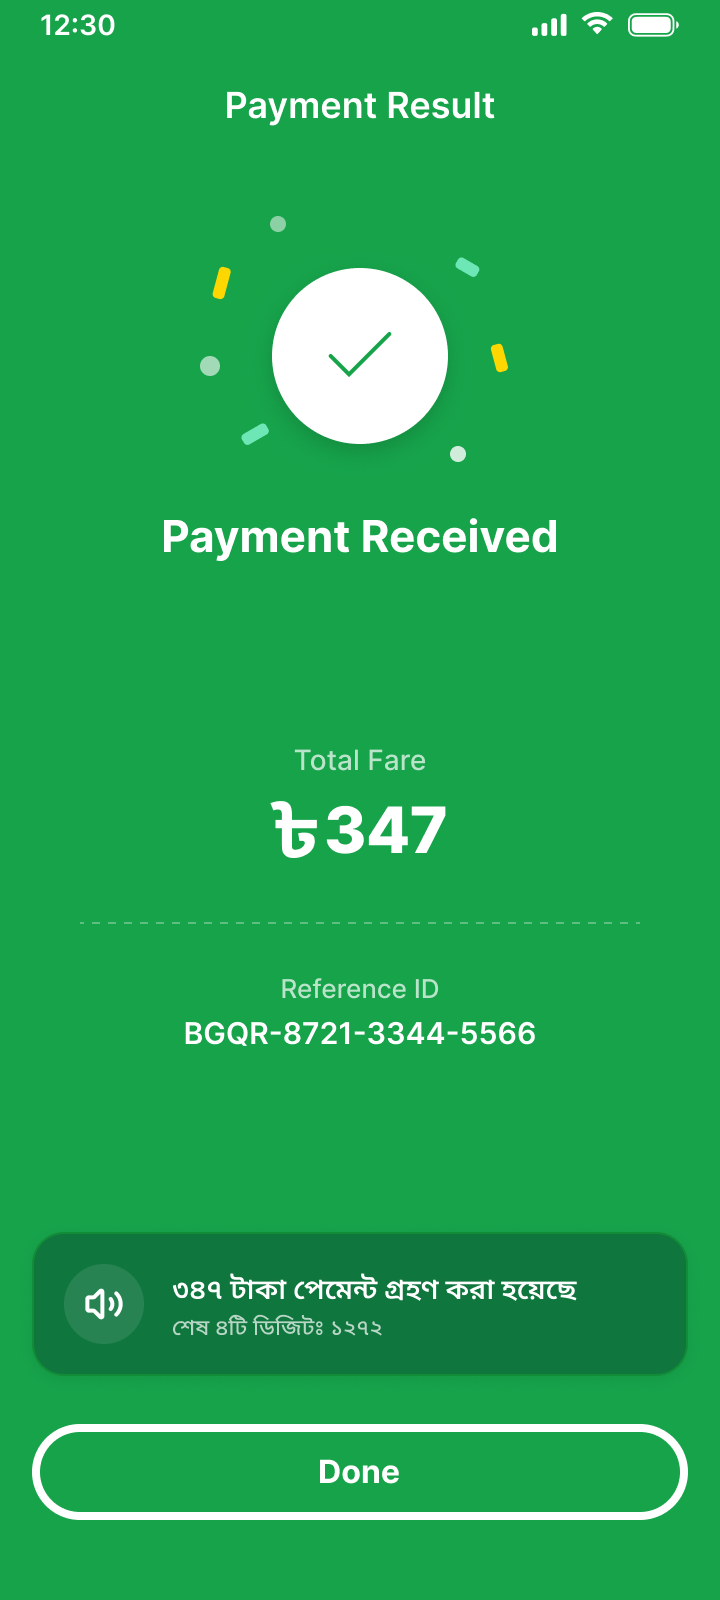 12:30
Payment Result
Payment Received
Total Fare
৳347
Reference ID
BGQR-8721-3344-5566
৩৪৭ টাকা পেমেন্ট গ্রহণ করা হয়েছে
শেষ ৪টি ডিজিটঃ ১২৭২
Done